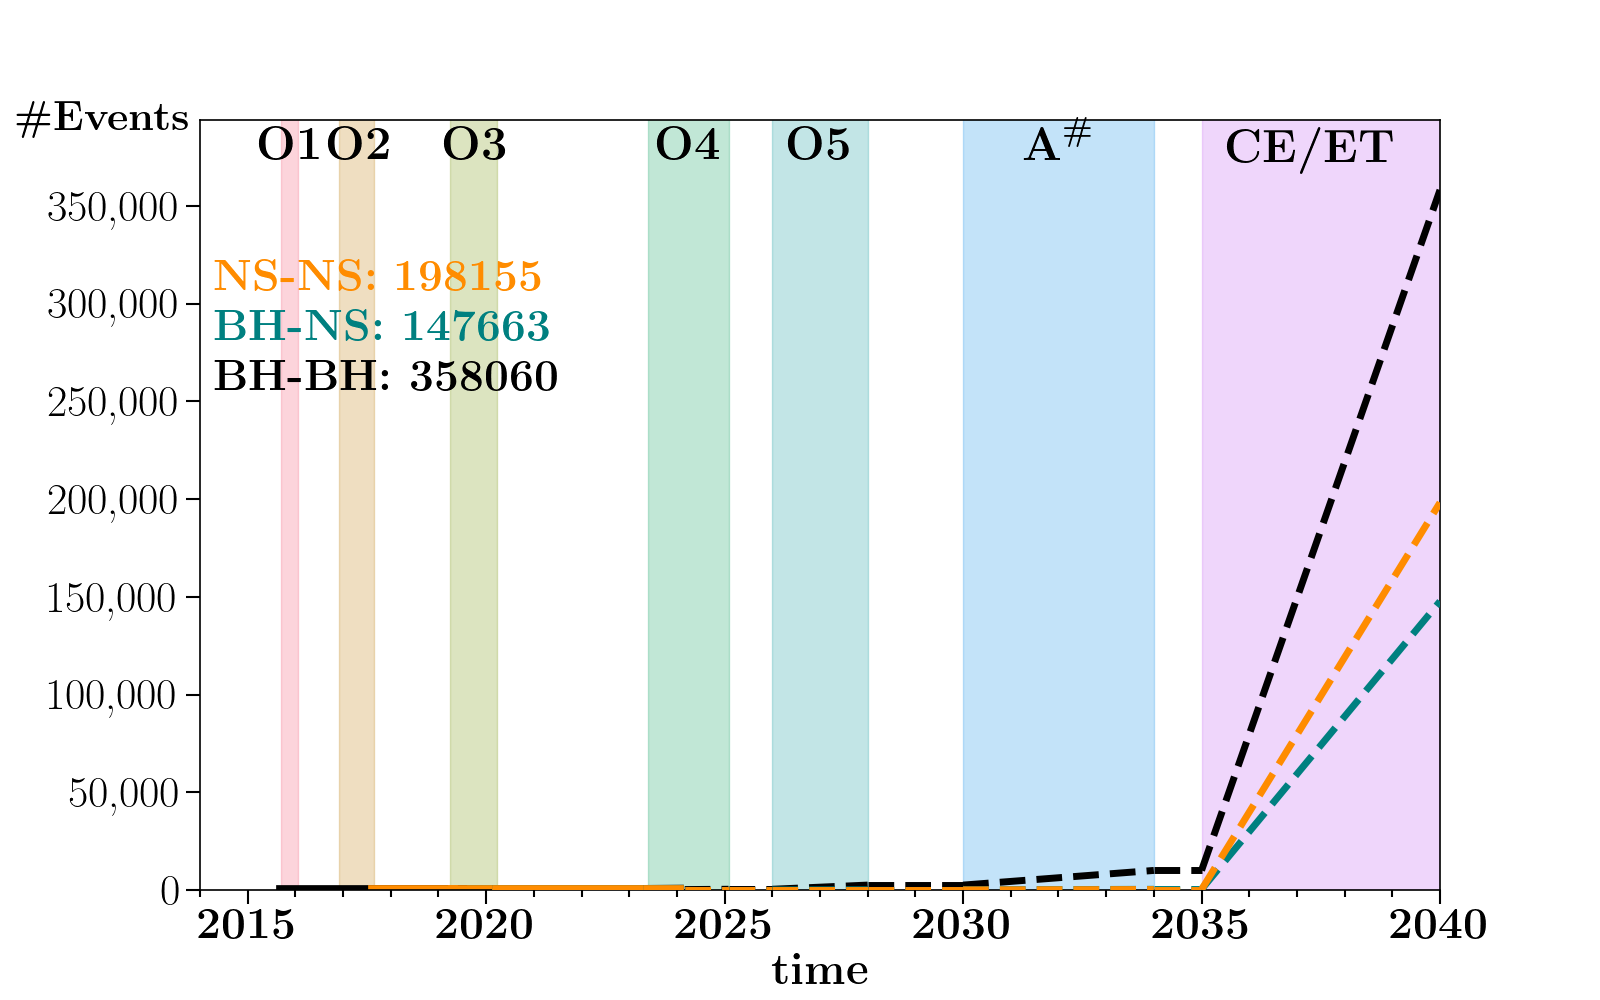 #Events
O1 O2 O3 O4 O5 A# CE/ET
350,000
NS-NS: 198155
300,000
BH-NS: 147663
BH-BH: 358060
250,000
200,000
150,000
100,000
50,000
0
2015 2020 2025 2030 2035 2040
time